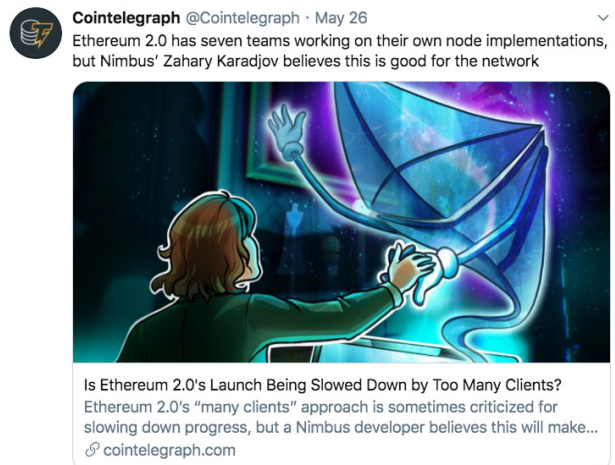 Cointelegraph @Cointelegraph · May 26
Ethereum 2.0 has seven teams working on their own node implementations,
but Nimbus’ Zahary Karadjov believes this is good for the network
Is Ethereum 2.0's Launch Being Slowed Down by Too Many Clients?
Ethereum 2.0’s “many clients” approach is sometimes criticized for
slowing down progress, but a Nimbus developer believes this will make...
cointelegraph.com